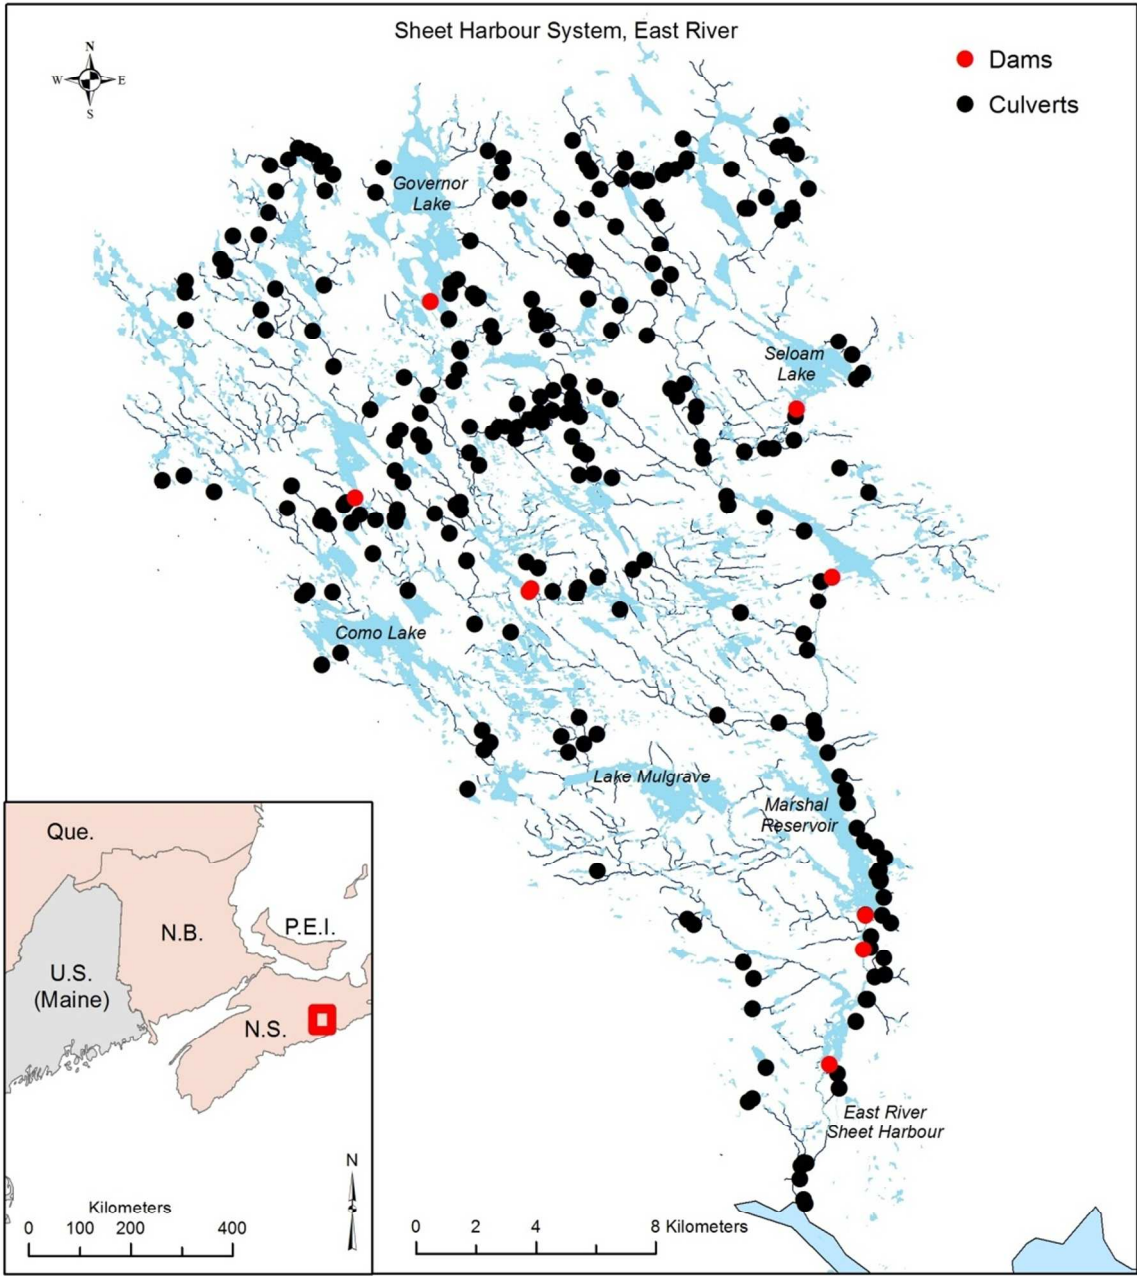 Sheet Harbour System, East River
N
W E
S
Dams
Culverts
Governor
Lake
Seloam
Lake
Como Lake
Lake Mulgrave
Marshal
Reservoir
East River
Sheet Harbour
Que.
N.B.
P.E.I.
U.S.
(Maine)
N.S.
N
Kilometers
0 100 200 400
0 2 4 8 Kilometers